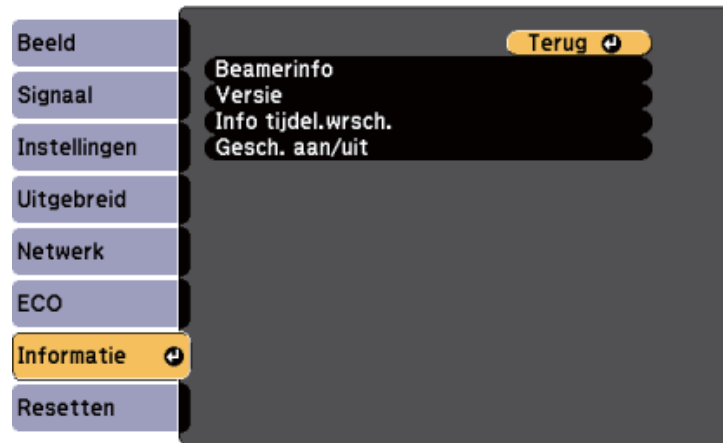 Beeld
Signaal
Instellingen
Uitgebreid
Netwerk
ECO
Informatie
Resetten
Terug
Beamerinfo
Versie
Info tijdel.wrsch.
Gesch. aan/uit